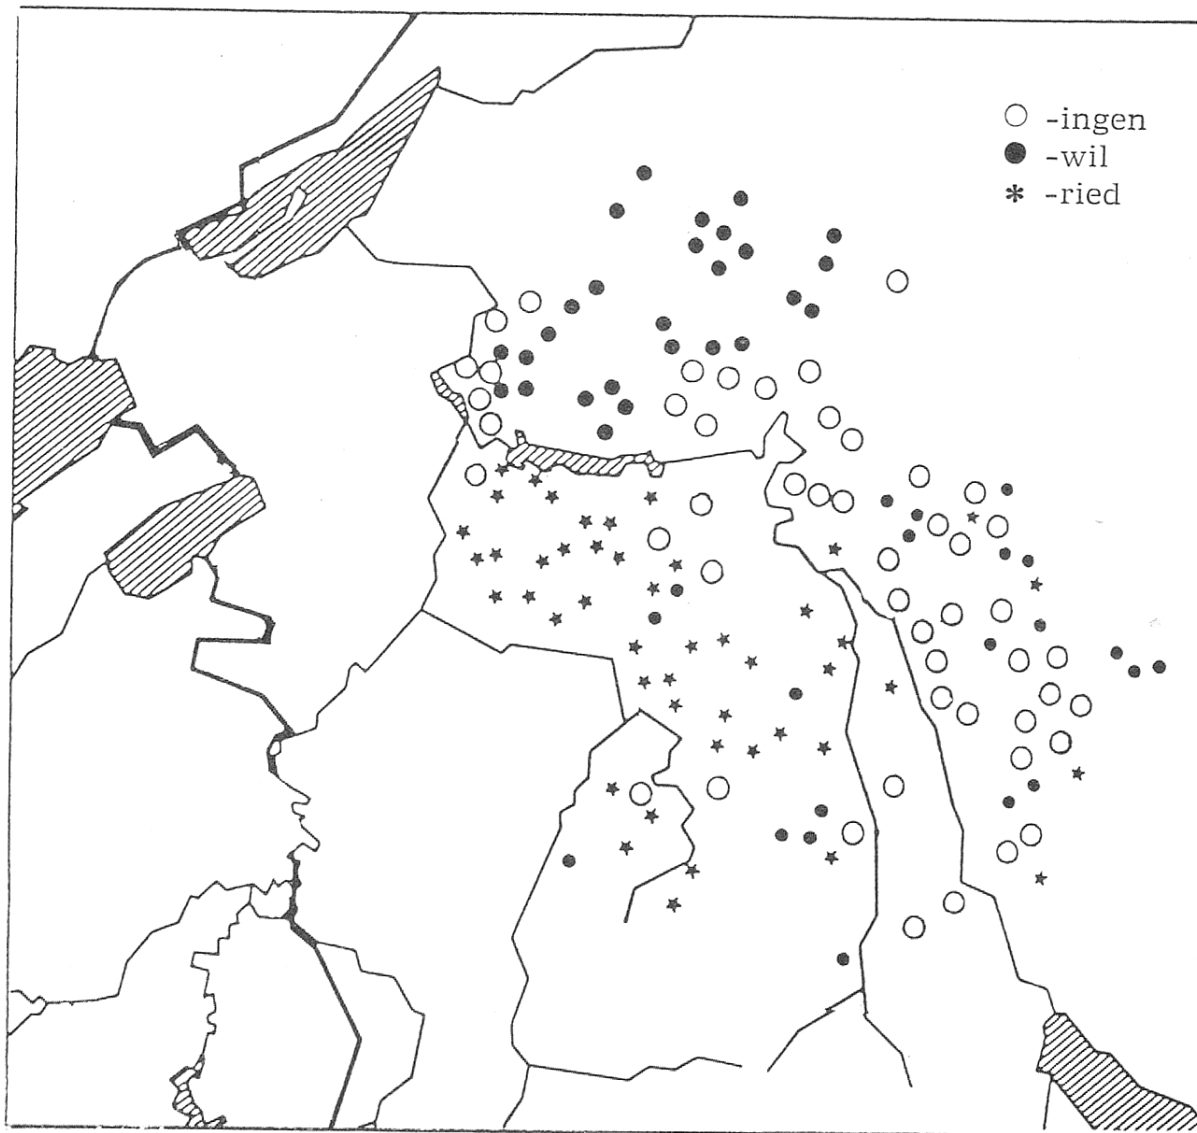 ○ -ingen
● -wil
* -ried